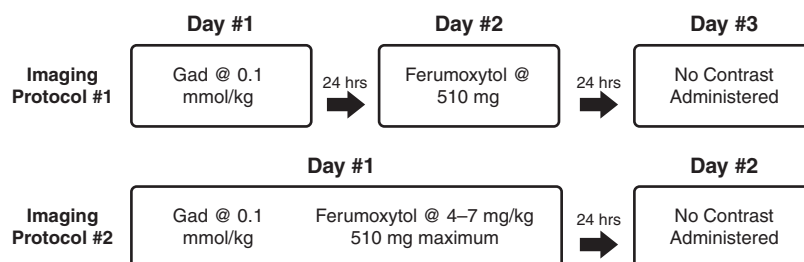 Day #1
Day #2
Day #3
Imaging
Protocol #1
Gad @ 0.1
mmol/kg
24 hrs
Ferumoxytol @
510 mg
24 hrs
No Contrast
Administered
Day #1
Day #2
Imaging
Protocol #2
Gad @ 0.1
mmol/kg
Ferumoxytol @ 4–7 mg/kg
510 mg maximum
24 hrs
No Contrast
Administered